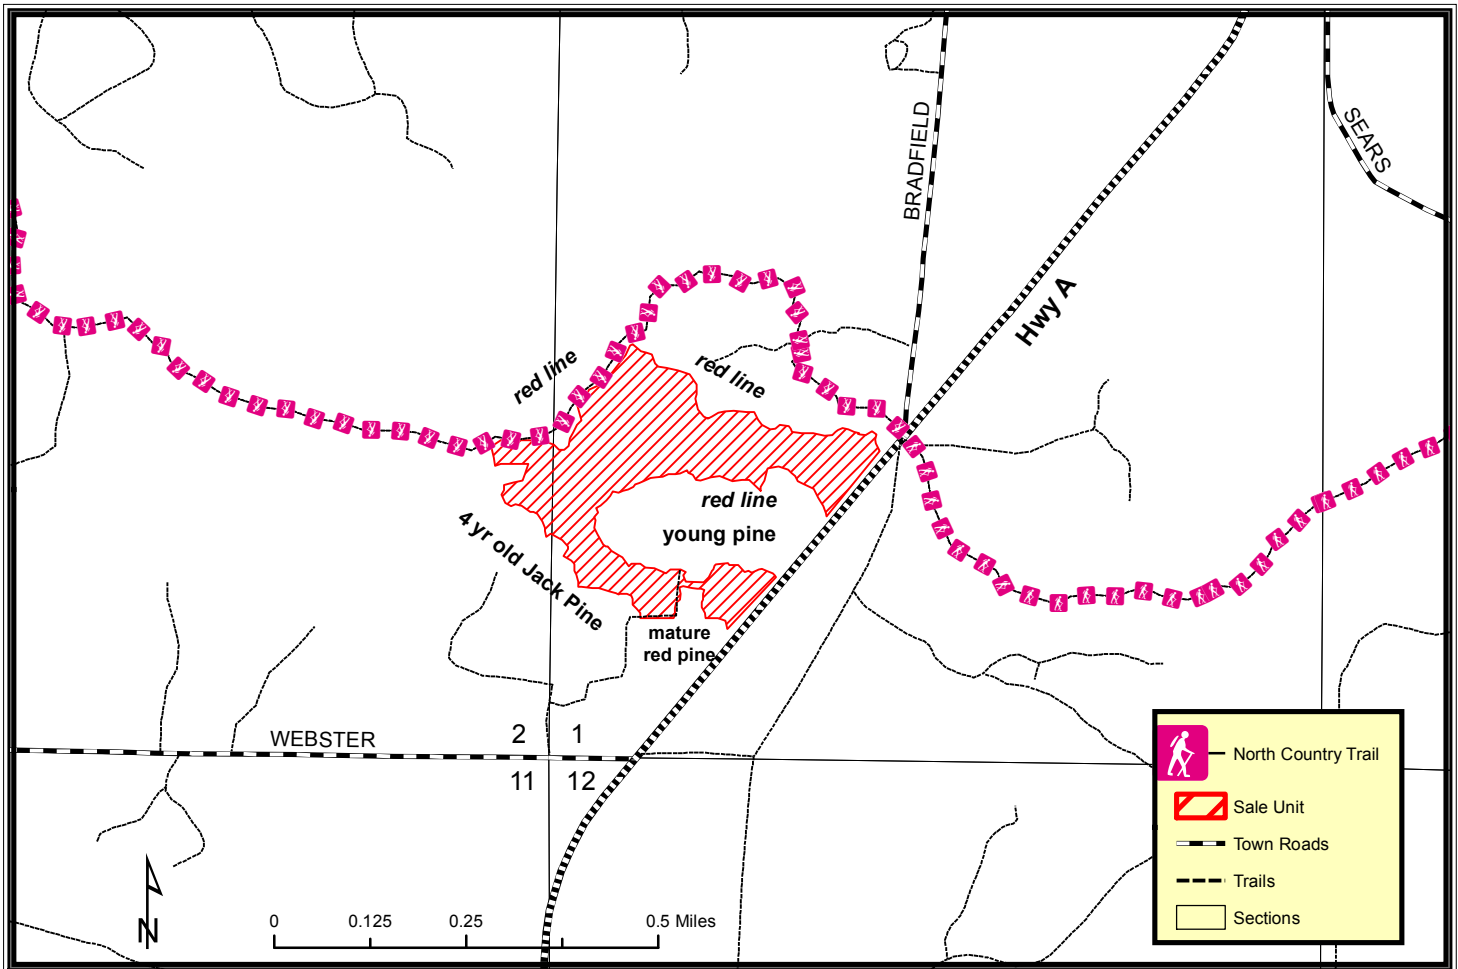 BRADFIELD
SEARS
Hwy A
red line
red line
red line
young pine
4 yr old Jack Pine
mature
red pine
WEBSTER
2 1
11 12
N
0 0.125 0.25 0.5 Miles
North Country Trail
Sale Unit
Town Roads
Trails
Sections